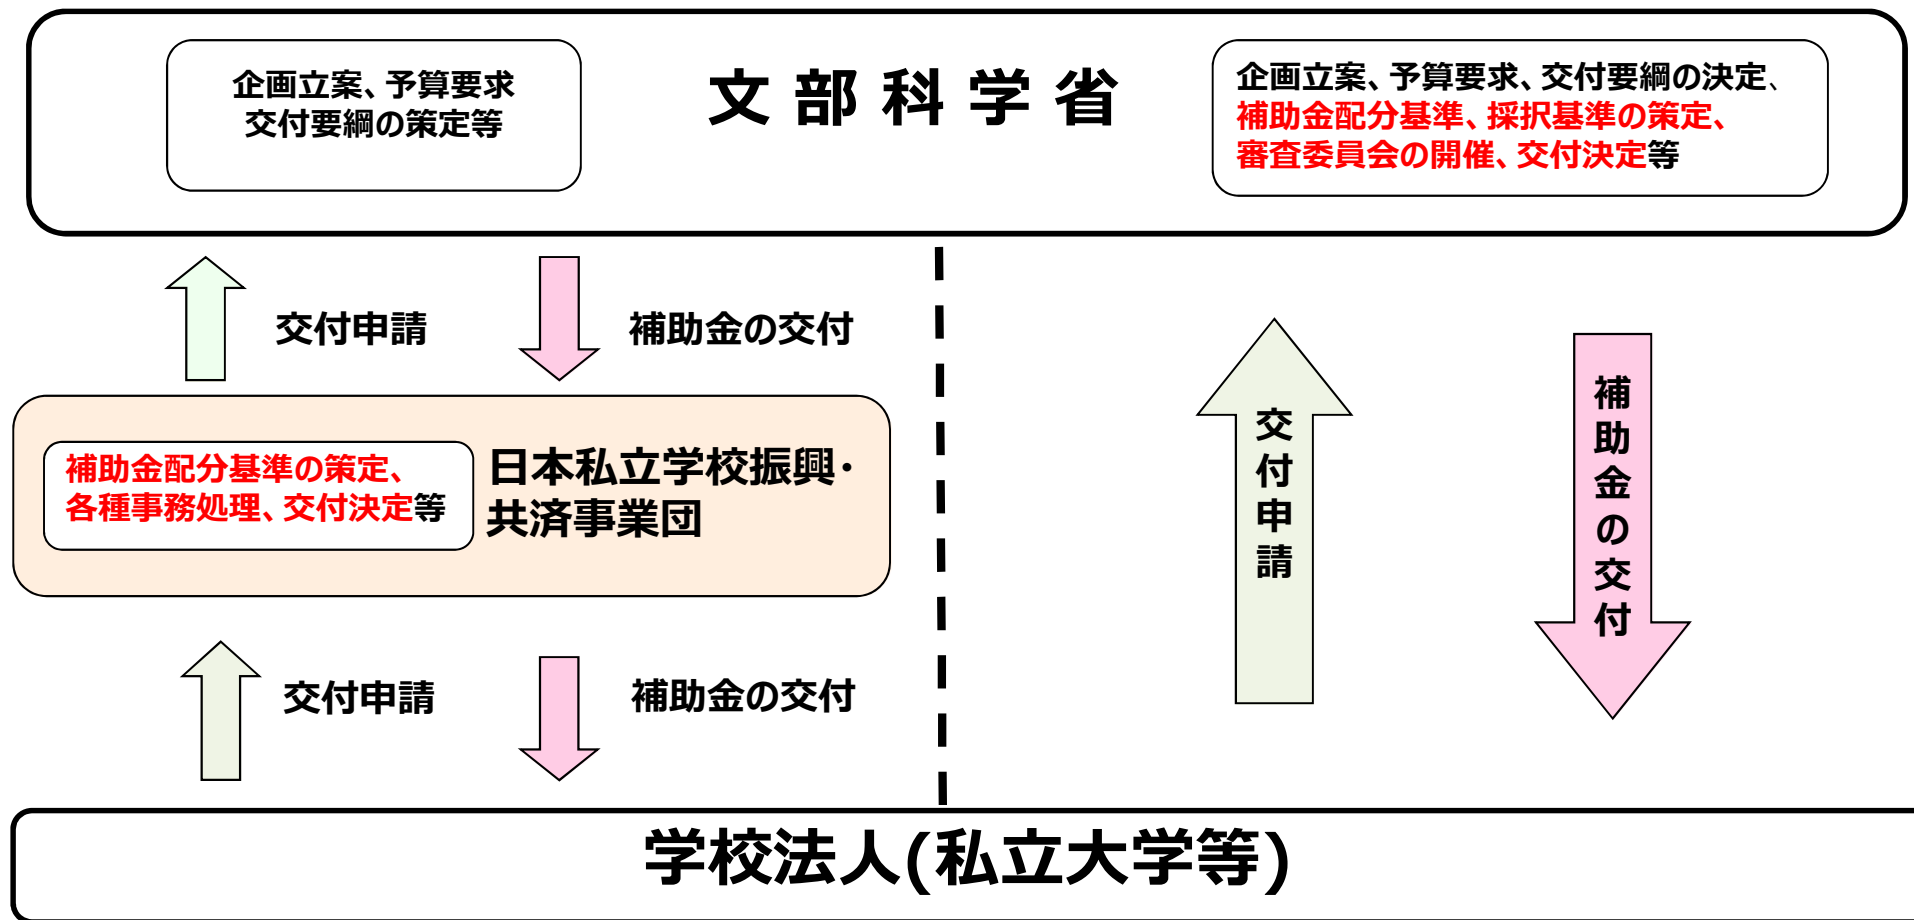 企画立案、予算要求
交付要綱の策定等
文部科学省
企画立案、予算要求、交付要綱の決定、
補助金配分基準、採択基準の策定、
審査委員会の開催、交付決定等
交付申請
補助金の交付
補助金配分基準の策定、
各種事務処理、交付決定等
日本私立学校振興・
共済事業団
交付申請
補助金の交付
交付申請
補助金の交付
学校法人(私立大学等)